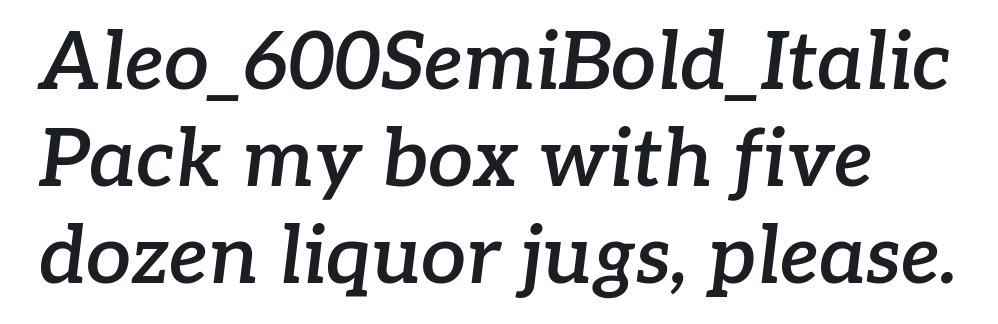 Aleo_600SemiBold_Italic
Pack my box with five
dozen liquor jugs, please.